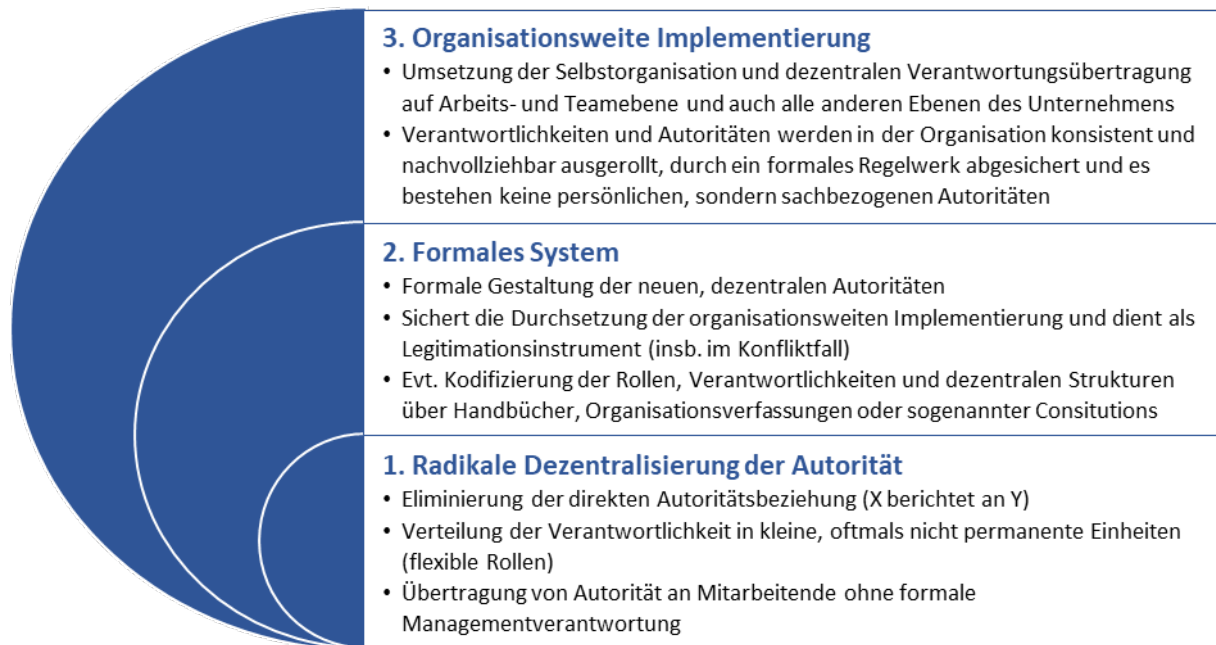 3. Organisationsweite Implementierung
• Umsetzung der Selbstorganisation und dezentralen Verantwortungsübertragung
auf Arbeits- und Teamebene und auch alle anderen Ebenen des Unternehmens
• Verantwortlichkeiten und Autoritäten werden in der Organisation konsistent und
nachvollziehbar ausgerollt, durch ein formales Regelwerk abgesichert und es
bestehen keine persönlichen, sondern sachbezogenen Autoritäten
2. Formales System
• Formale Gestaltung der neuen, dezentralen Autoritäten
• Sichert die Durchsetzung der organisationsweiten Implementierung und dient als
Legitimationsinstrument (insb. im Konfliktfall)
• Evt. Kodifizierung der Rollen, Verantwortlichkeiten und dezentralen Strukturen
über Handbücher, Organisationsverfassungen oder sogenannter Consitutions
1. Radikale Dezentralisierung der Autorität
• Eliminierung der direkten Autoritätsbeziehung (X berichtet an Y)
• Verteilung der Verantwortlichkeit in kleine, oftmals nicht permanente Einheiten
(flexible Rollen)
• Übertragung von Autorität an Mitarbeitende ohne formale
Managementverantwortung